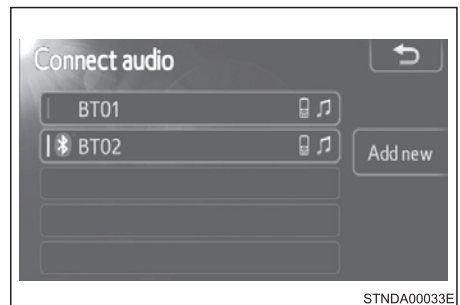 Connect audio
BT01
BT02
Add new
STNDA00033E